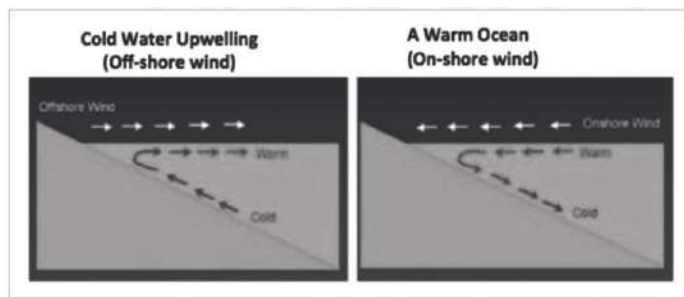 Cold Water Upwelling
(Off-shore wind)
Offshore Wind
Warm
Cold
A Warm Ocean
(On-shore wind)
Onshore Wind
Warm
Cold